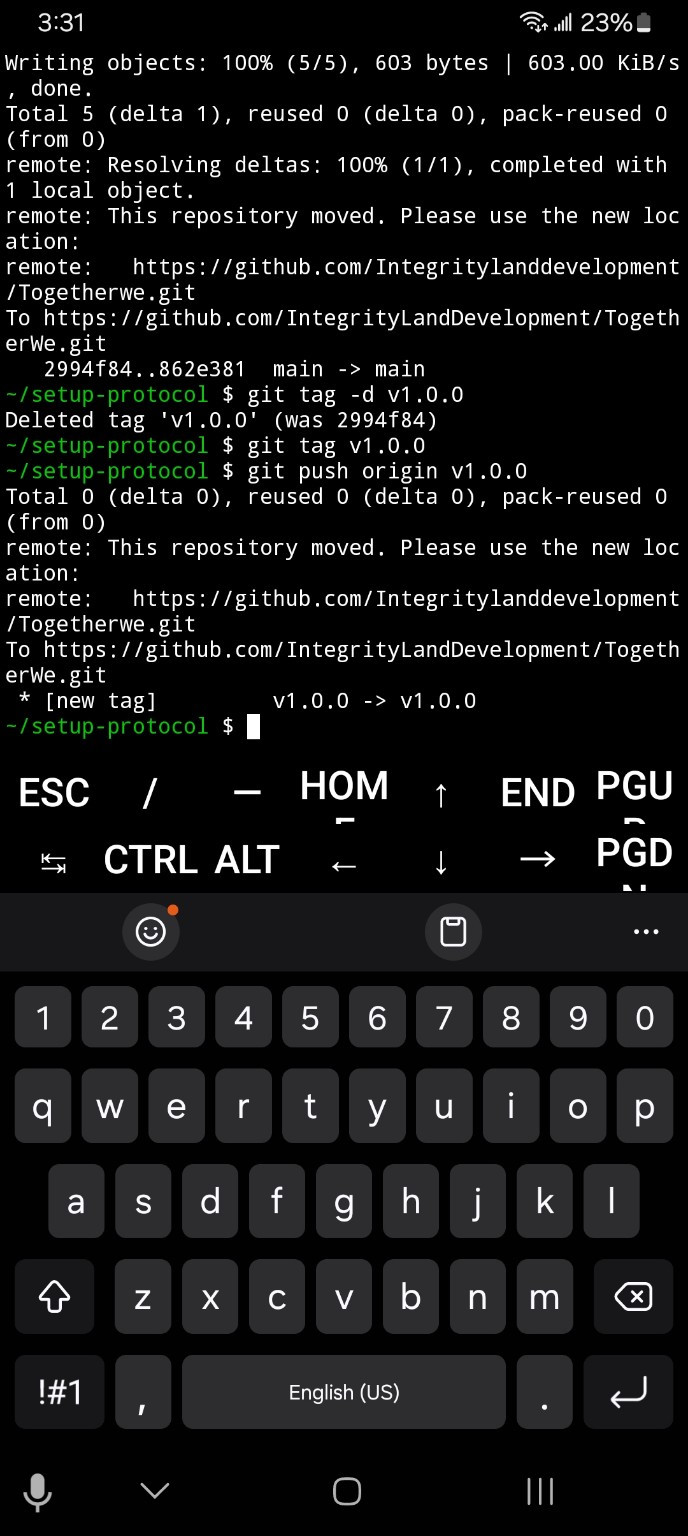 3:31 23%
Writing objects: 100% (5/5), 603 bytes | 603.00 KiB/s
, done.
Total 5 (delta 1), reused 0 (delta 0), pack-reused 0
(from 0)
remote: Resolving deltas: 100% (1/1), completed with
1 local object.
remote: This repository moved. Please use the new loc
ation:
remote:   https://github.com/Integritylanddevelopment
/Togetherwe.git
To https://github.com/IntegrityLandDevelopment/Togeth
erWe.git
   2994f84..862e381  main -> main
~/setup-protocol $ git tag -d v1.0.0
Deleted tag 'v1.0.0' (was 2994f84)
~/setup-protocol $ git tag v1.0.0
~/setup-protocol $ git push origin v1.0.0
Total 0 (delta 0), reused 0 (delta 0), pack-reused 0
(from 0)
remote: This repository moved. Please use the new loc
ation:
remote:   https://github.com/Integritylanddevelopment
/Togetherwe.git
To https://github.com/IntegrityLandDevelopment/Togeth
erWe.git
 * [new tag]         v1.0.0 -> v1.0.0
~/setup-protocol $
ESC / — HOME ↑ END PGUP
↹ CTRL ALT ← ↓ → PGDN
1 2 3 4 5 6 7 8 9 0
q w e r t y u i o p
a s d f g h j k l
z x c v b n m
!#1 , English (US) .